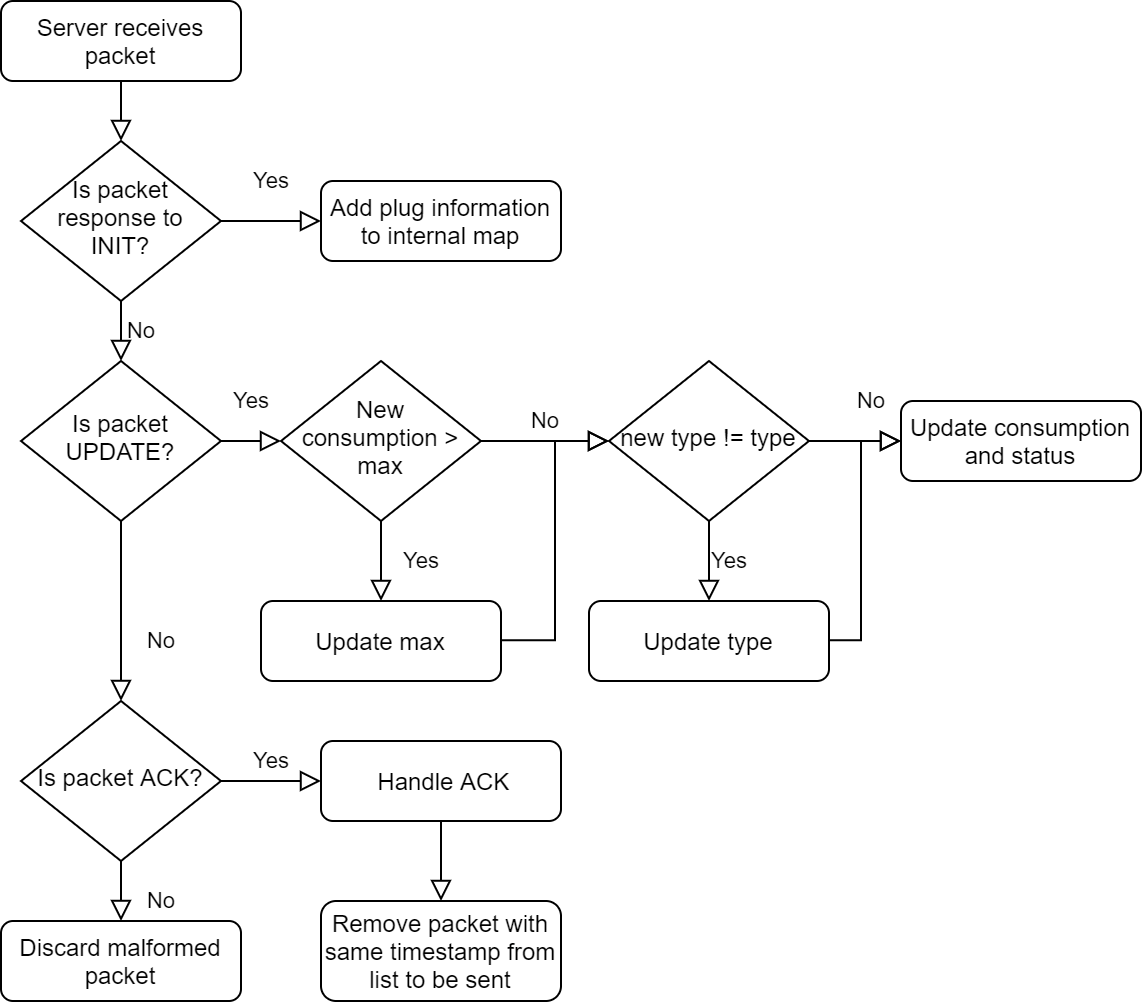 Server receives
packet
Is packet
response to
INIT?
Yes
Add plug information
to internal map
No
Is packet
UPDATE?
Yes
New
consumption >
max
No
new type != type
No
Update consumption
and status
Yes
Update max
Yes
Update type
No
Is packet ACK?
Yes
Handle ACK
No
Discard malformed
packet
Remove packet with
same timestamp from
list to be sent